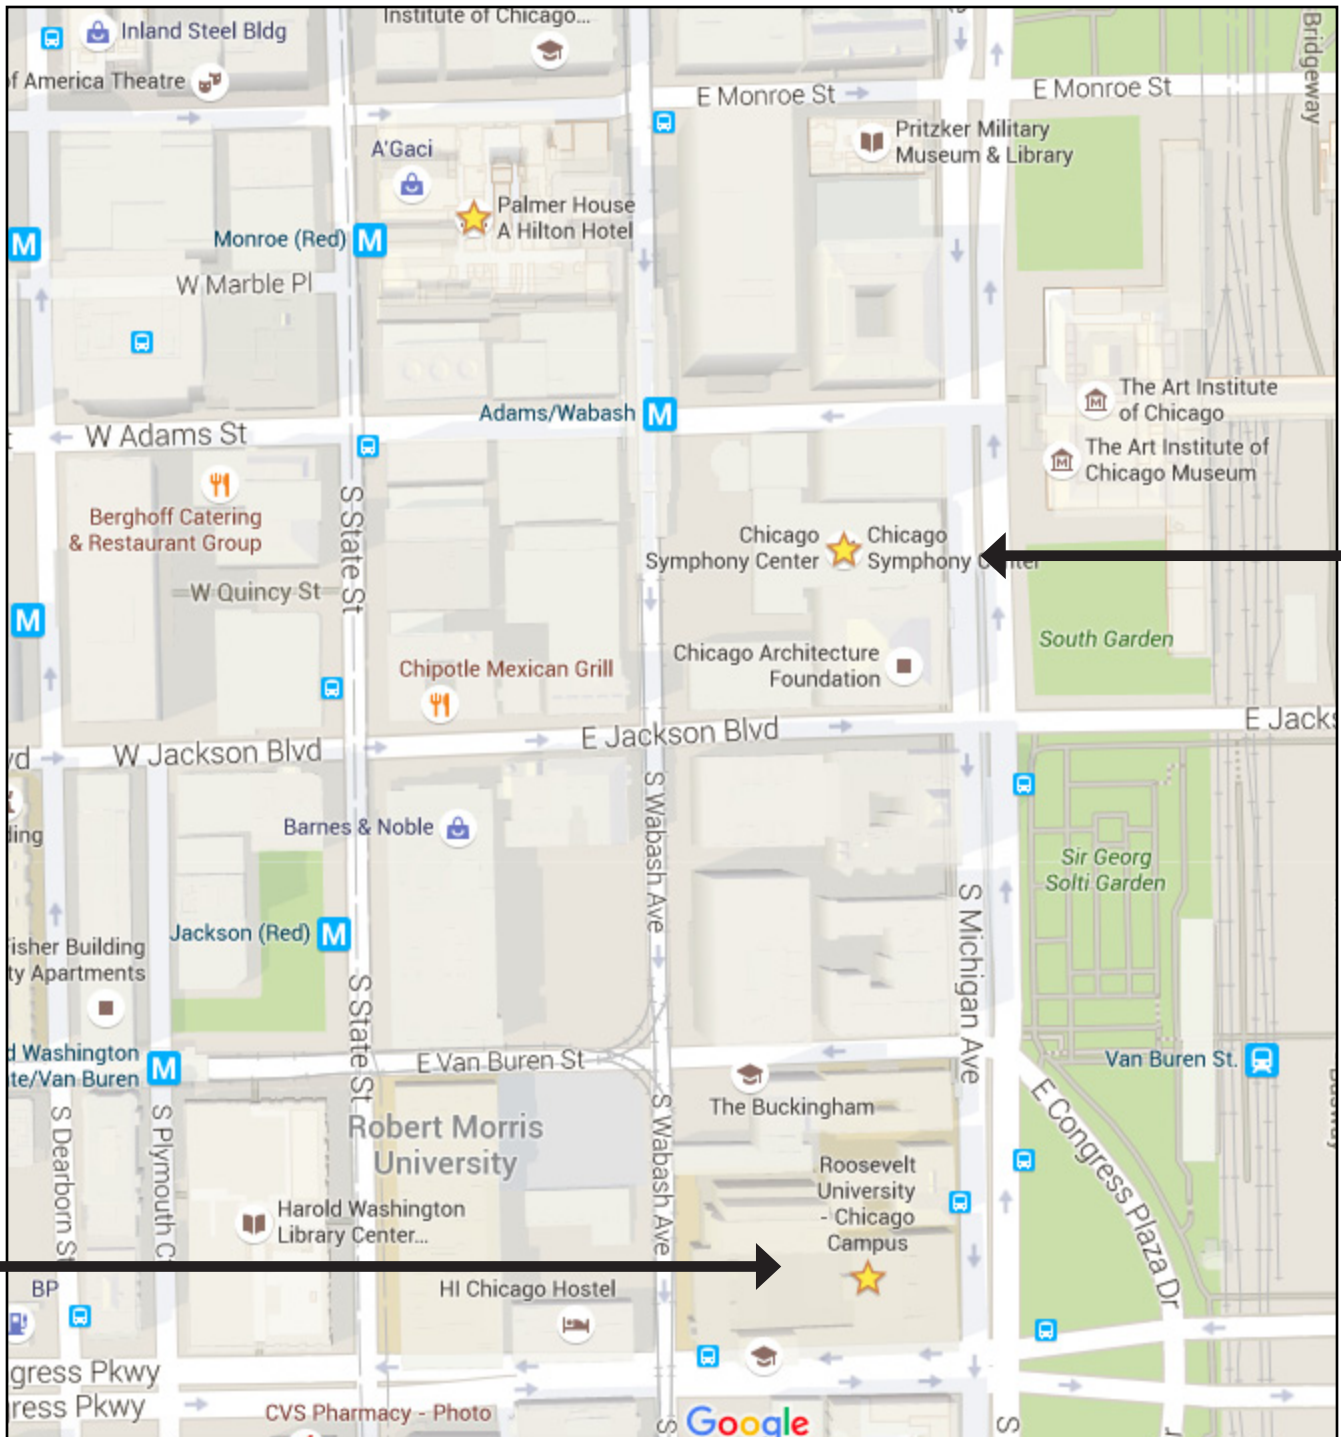 Institute of Chicago...
Inland Steel Bldg
of America Theatre
Bridgeway
E Monroe St
E Monroe St
A'Gaci
Pritzker Military
Museum & Library
Palmer House
A Hilton Hotel
M
Monroe (Red) M
W Marble Pl
The Art Institute
of Chicago
Adams/Wabash M
W Adams St
The Art Institute of
Chicago Museum
S State St
Berghoff Catering
& Restaurant Group
Chicago
Symphony Center
Chicago
Symphony Center
W Quincy St
M
South Garden
Chicago Architecture
Foundation
Chipotle Mexican Grill
E Jackson Blvd
E Jacks
vd
W Jackson Blvd
S Wabash Ave
Barnes & Noble
ding
Sir Georg
Solti Garden
S Michigan Ave
Jackson (Red) M
isher Building
ty Apartments
S State St
d Washington
te/Van Buren M
E Van Buren St
Van Buren St.
The Buckingham
E Congress Plaza Dr
S Dearborn St
S Plymouth C
Robert Morris
University
S Wabash Ave
Roosevelt
University
- Chicago
Campus
Harold Washington
Library Center...
BP
HI Chicago Hostel
gress Pkwy
ress Pkwy
CVS Pharmacy - Photo
Google
S
S